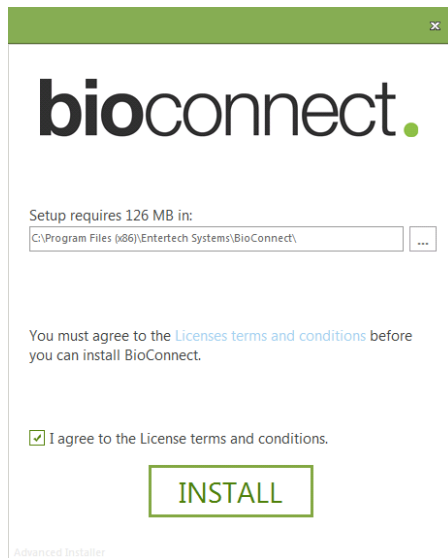 bioconnect.
Setup requires 126 MB in:
C:\Program Files (x86)\Entertech Systems\BioConnect\
...
You must agree to the Licenses terms and conditions before
you can install BioConnect.
I agree to the License terms and conditions.
INSTALL
Advanced Installer